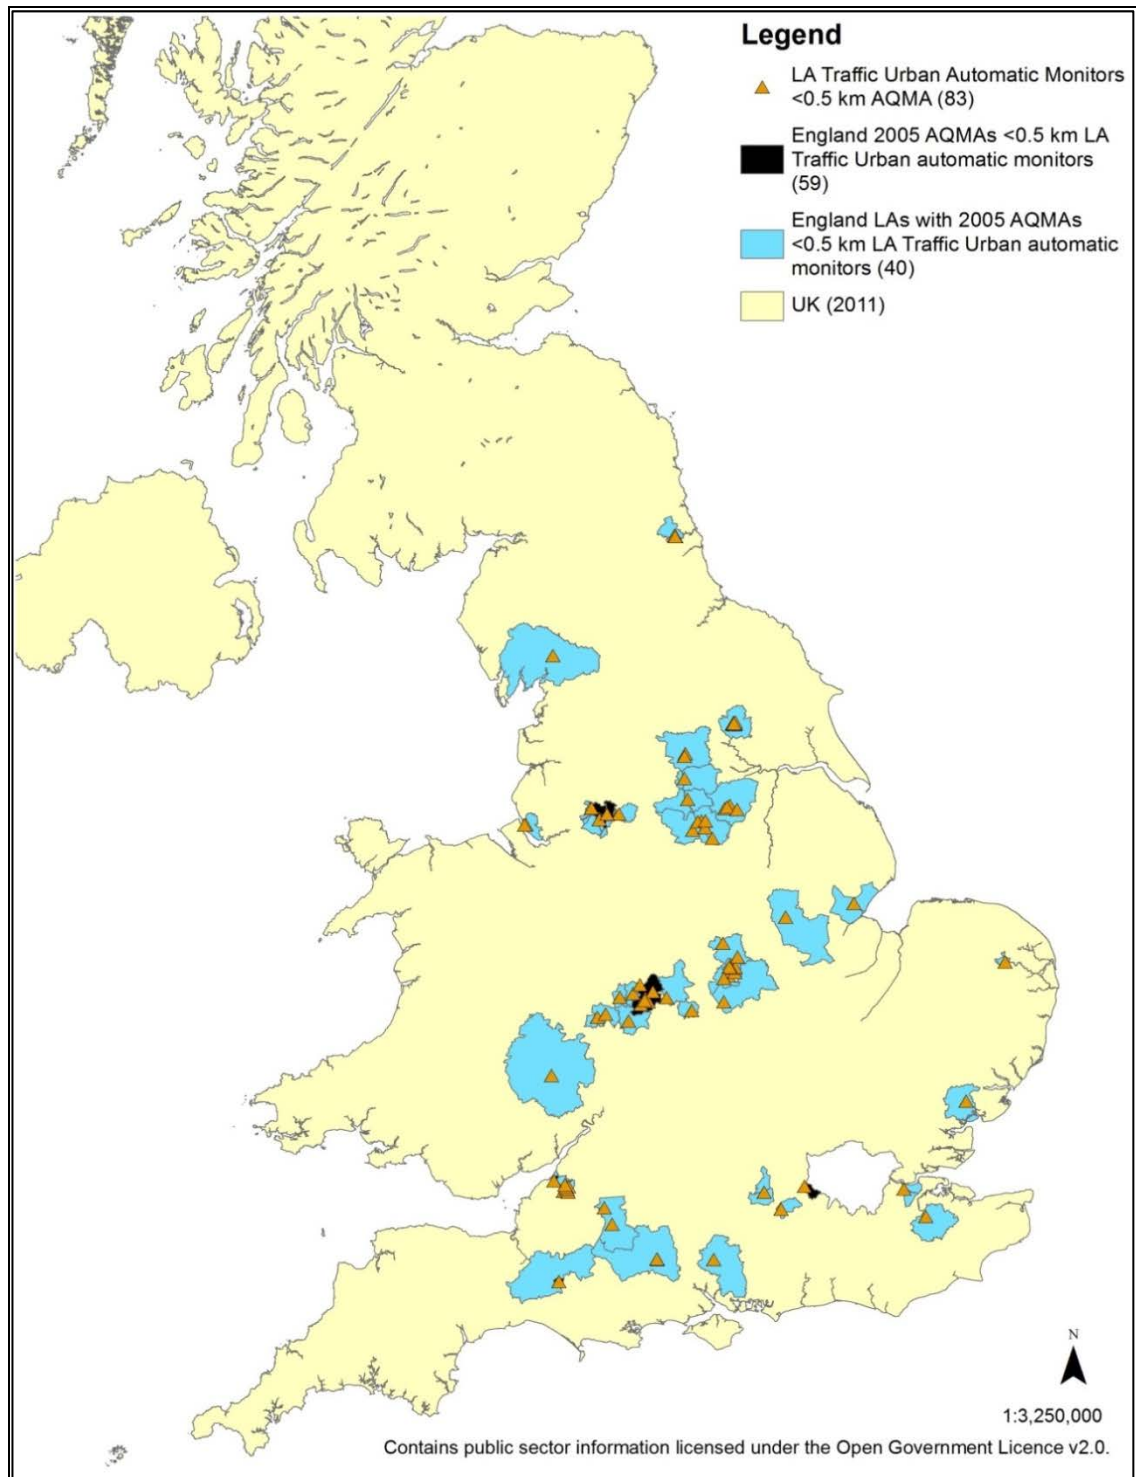 Legend
LA Traffic Urban Automatic Monitors
<0.5 km AQMA (83)
England 2005 AQMAs <0.5 km LA
Traffic Urban automatic monitors
(59)
England LAs with 2005 AQMAs
<0.5 km LA Traffic Urban automatic
monitors (40)
UK (2011)
N
1:3,250,000
Contains public sector information licensed under the Open Government Licence v2.0.